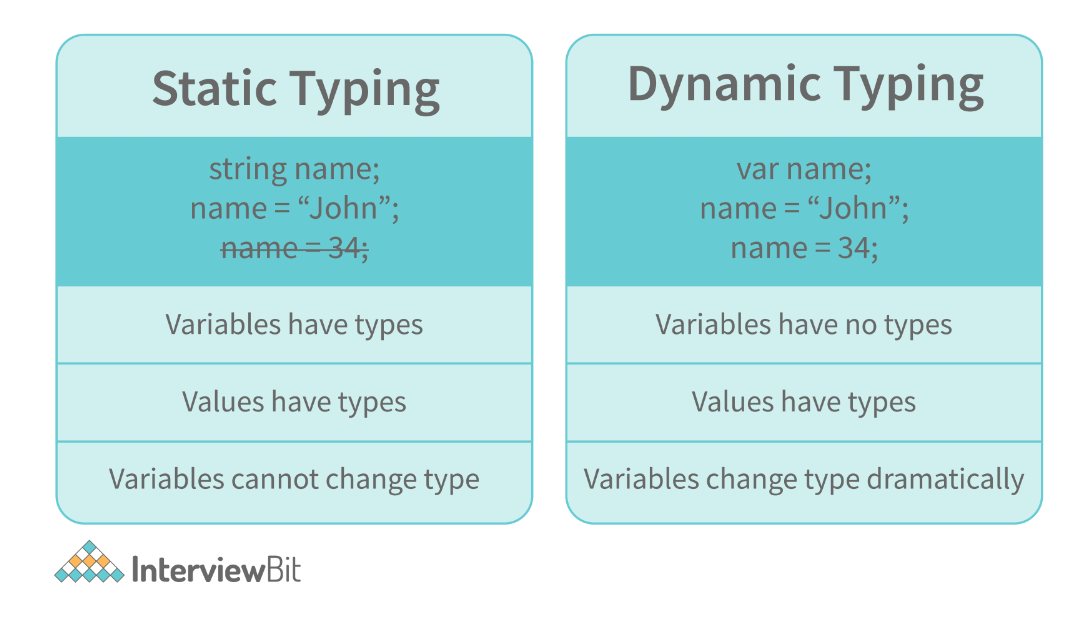 Static Typing
string name;
name = “John”;
name = 34;
Variables have types
Values have types
Variables cannot change type
Dynamic Typing
var name;
name = “John”;
name = 34;
Variables have no types
Values have types
Variables change type dramatically
InterviewBit